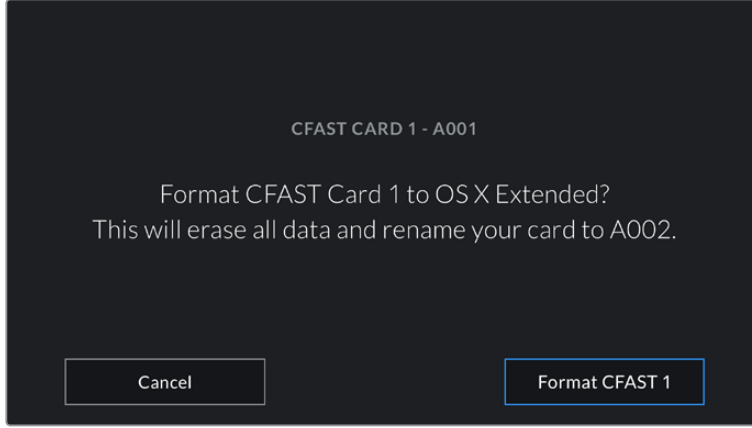 CFAST CARD 1 - A001
Format CFAST Card 1 to OS X Extended?
This will erase all data and rename your card to A002.
Cancel
Format CFAST 1